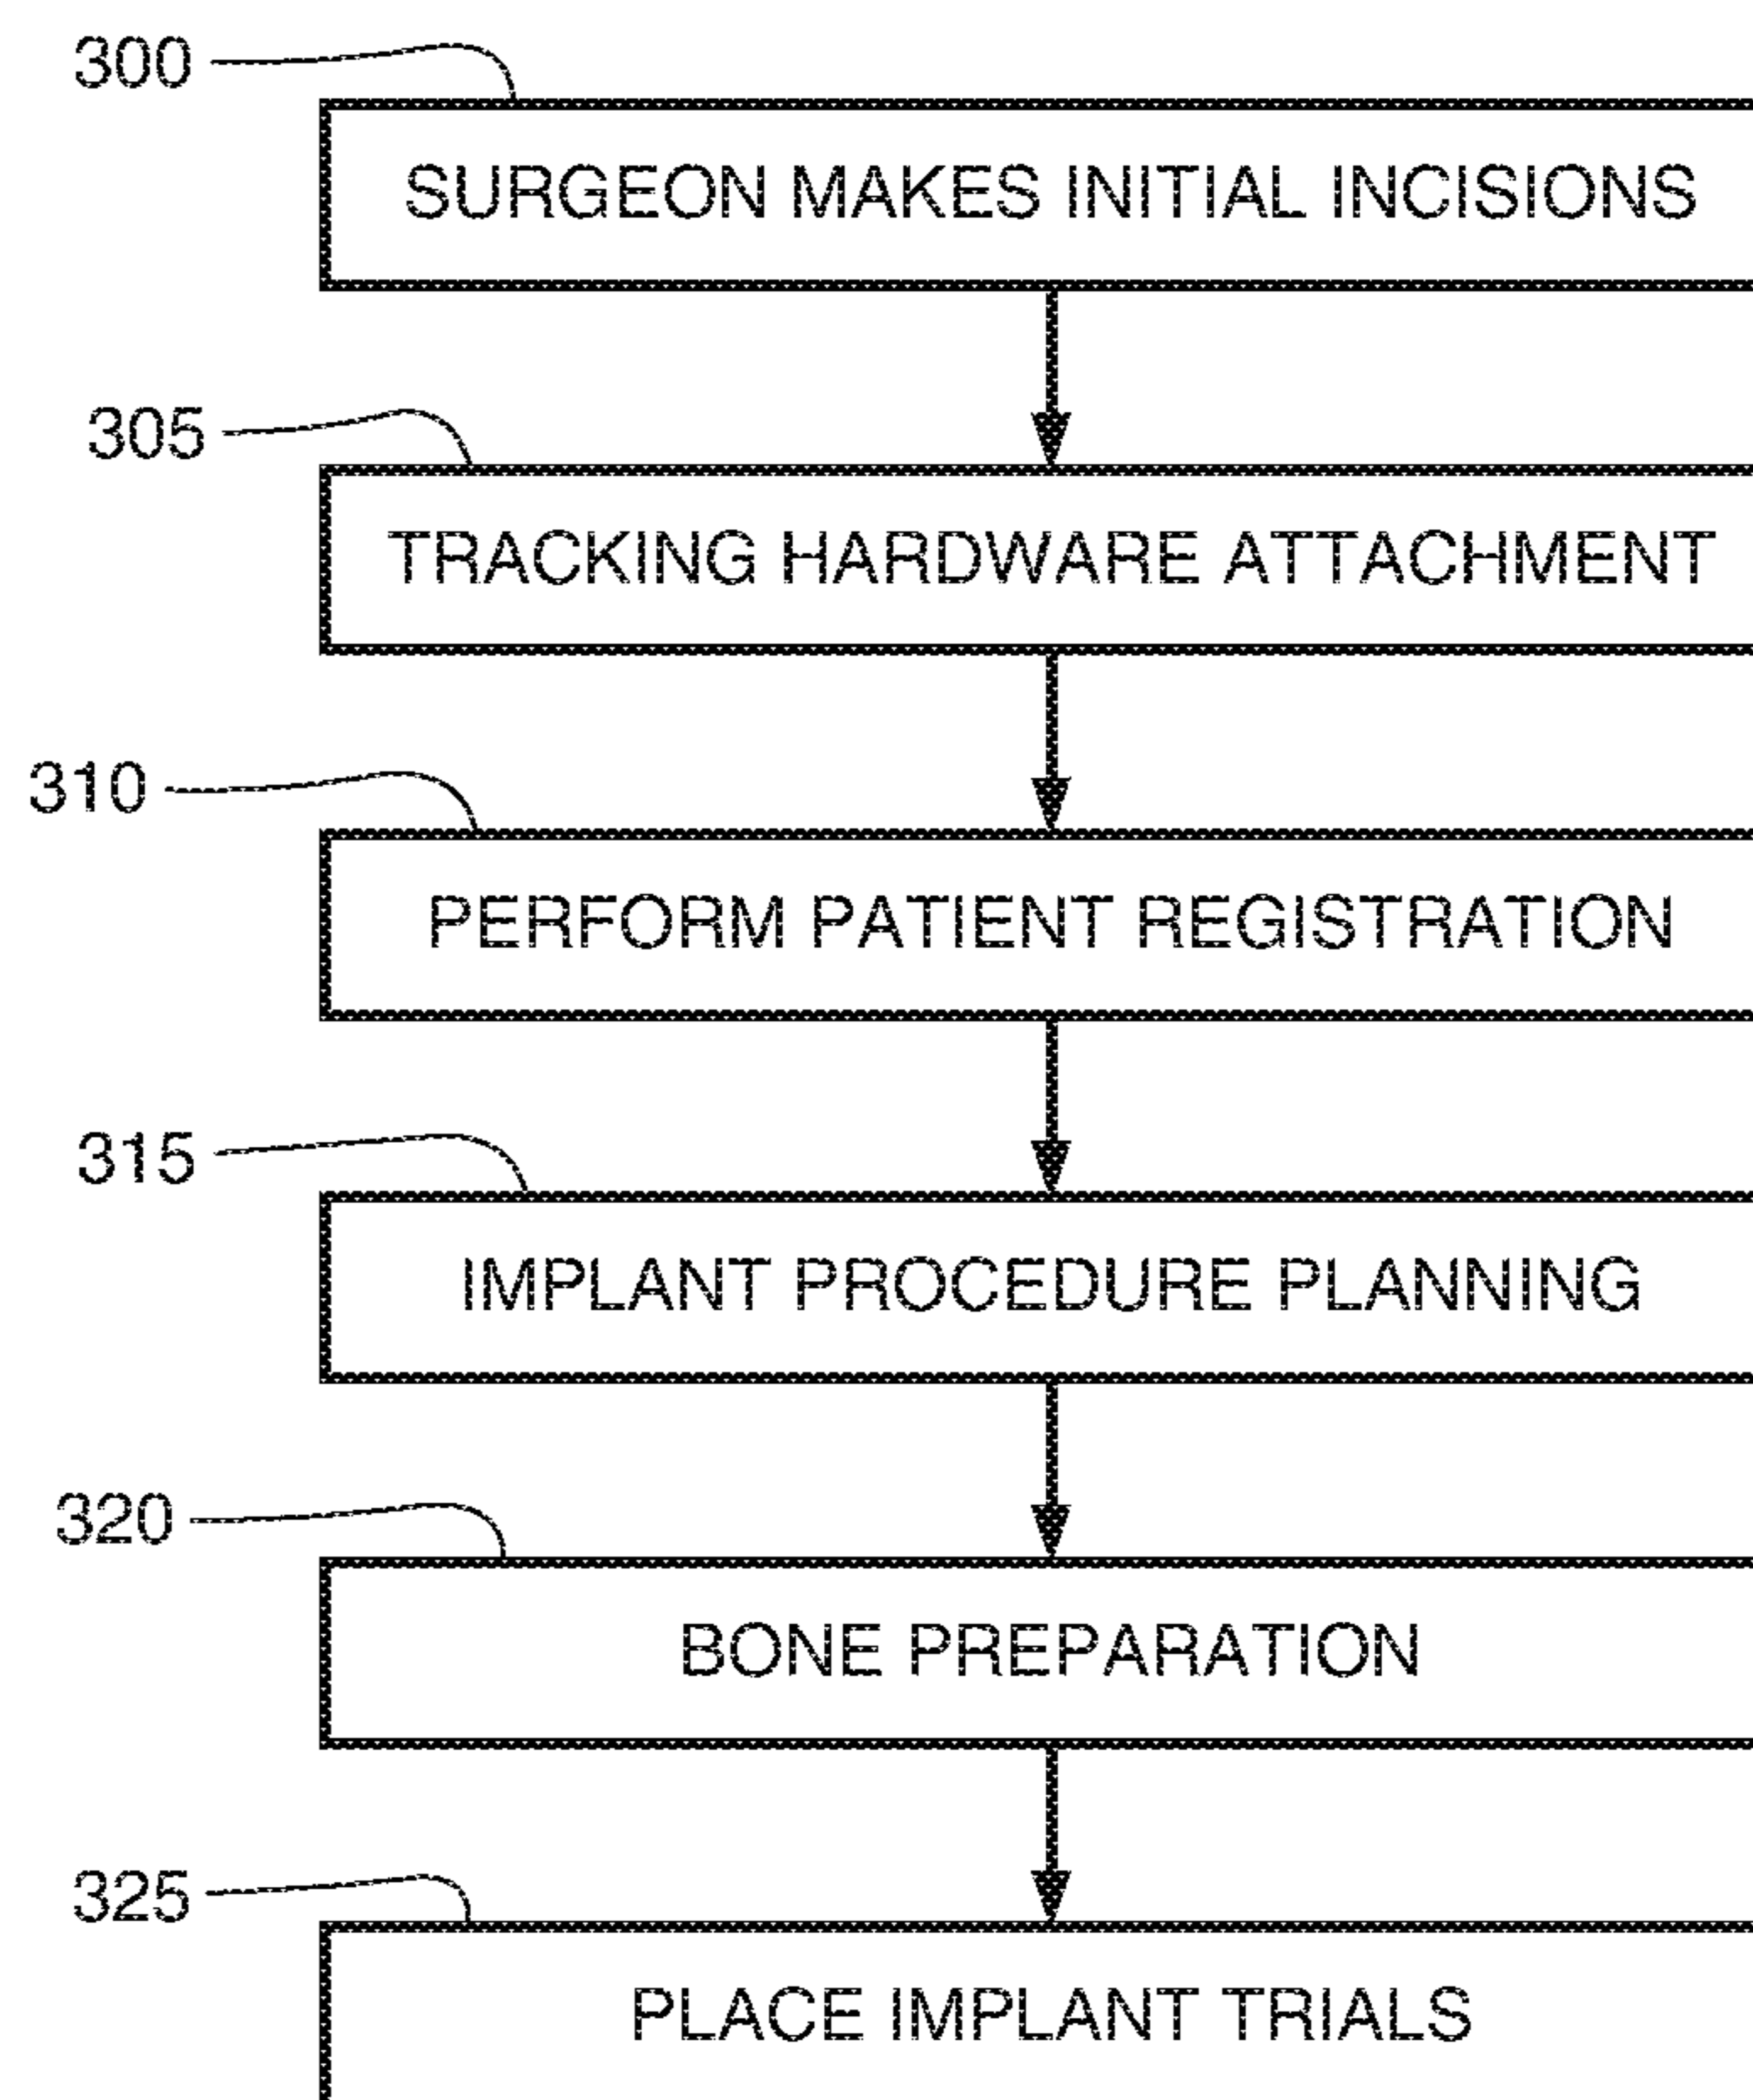 300
SURGEON MAKES INITIAL INCISIONS
305
TRACKING HARDWARE ATTACHMENT
310
PERFORM PATIENT REGISTRATION
315
IMPLANT PROCEDURE PLANNING
320
BONE PREPARATION
325
PLACE IMPLANT TRIALS